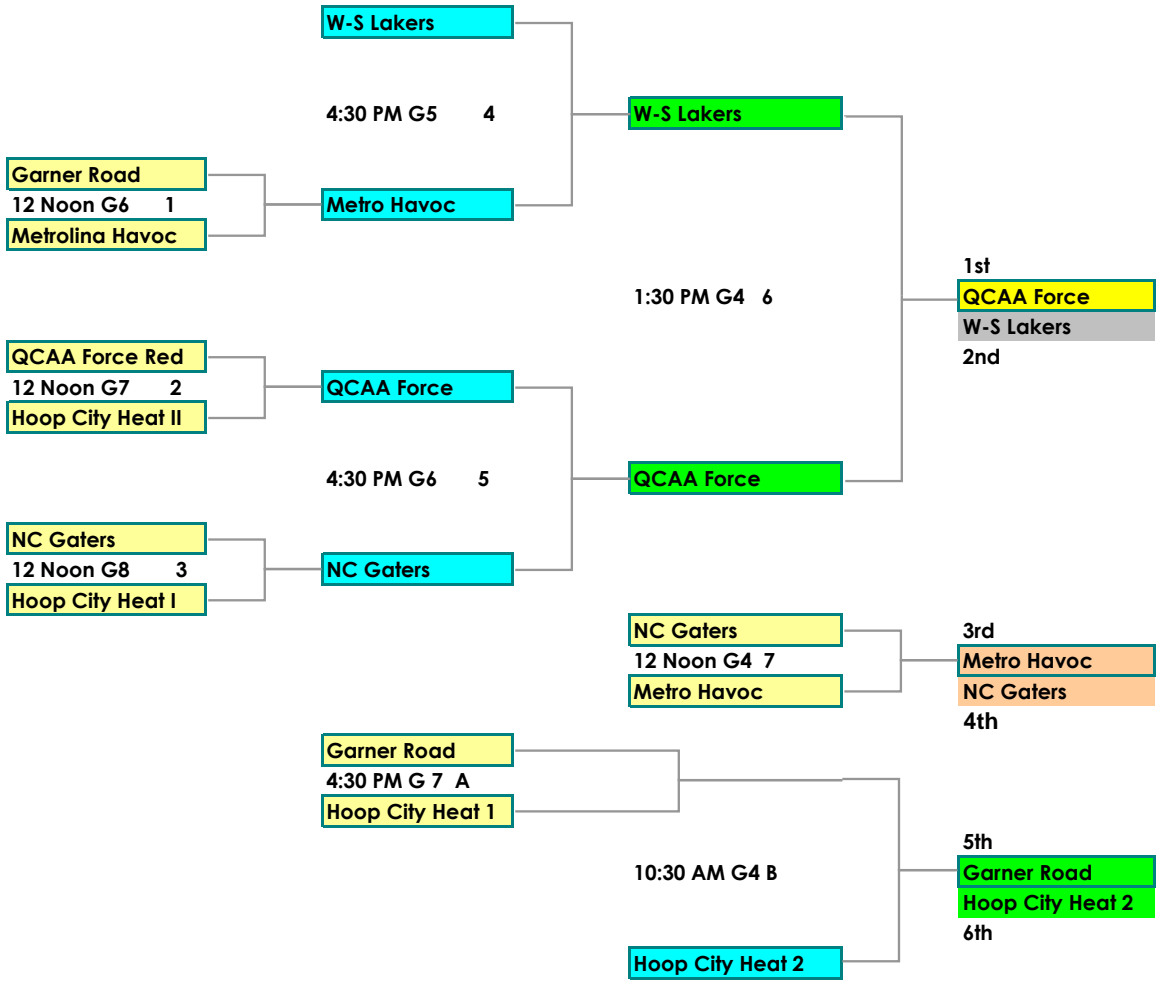 W-S Lakers
4:30 PM G5 4
W-S Lakers
Garner Road
12 Noon G6 1
Metro Havoc
Metrolina Havoc
1st
1:30 PM G4 6
QCAA Force
W-S Lakers
2nd
QCAA Force Red
12 Noon G7 2
QCAA Force
Hoop City Heat II
4:30 PM G6 5
QCAA Force
NC Gaters
12 Noon G8 3
NC Gaters
Hoop City Heat I
NC Gaters
3rd
12 Noon G4 7
Metro Havoc
Metro Havoc
NC Gaters
4th
Garner Road
4:30 PM G 7 A
Hoop City Heat 1
5th
10:30 AM G4 B
Garner Road
Hoop City Heat 2
6th
Hoop City Heat 2